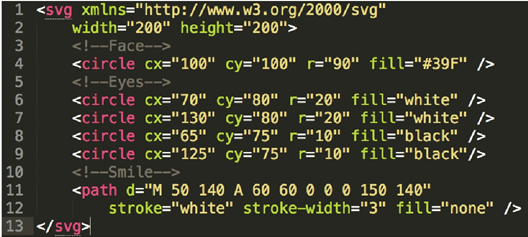 1 <svg xmlns="http://www.w3.org/2000/svg"
2 width="200" height="200">
3 <!--Face-->
4 <circle cx="100" cy="100" r="90" fill="#39F" />
5 <!--Eyes-->
6 <circle cx="70" cy="80" r="20" fill="white" />
7 <circle cx="130" cy="80" r="20" fill="white" />
8 <circle cx="65" cy="75" r="10" fill="black" />
9 <circle cx="125" cy="75" r="10" fill="black"/>
10 <!--Smile-->
11 <path d="M 50 140 A 60 60 0 0 0 150 140"
12 stroke="white" stroke-width="3" fill="none" />
13 </svg>